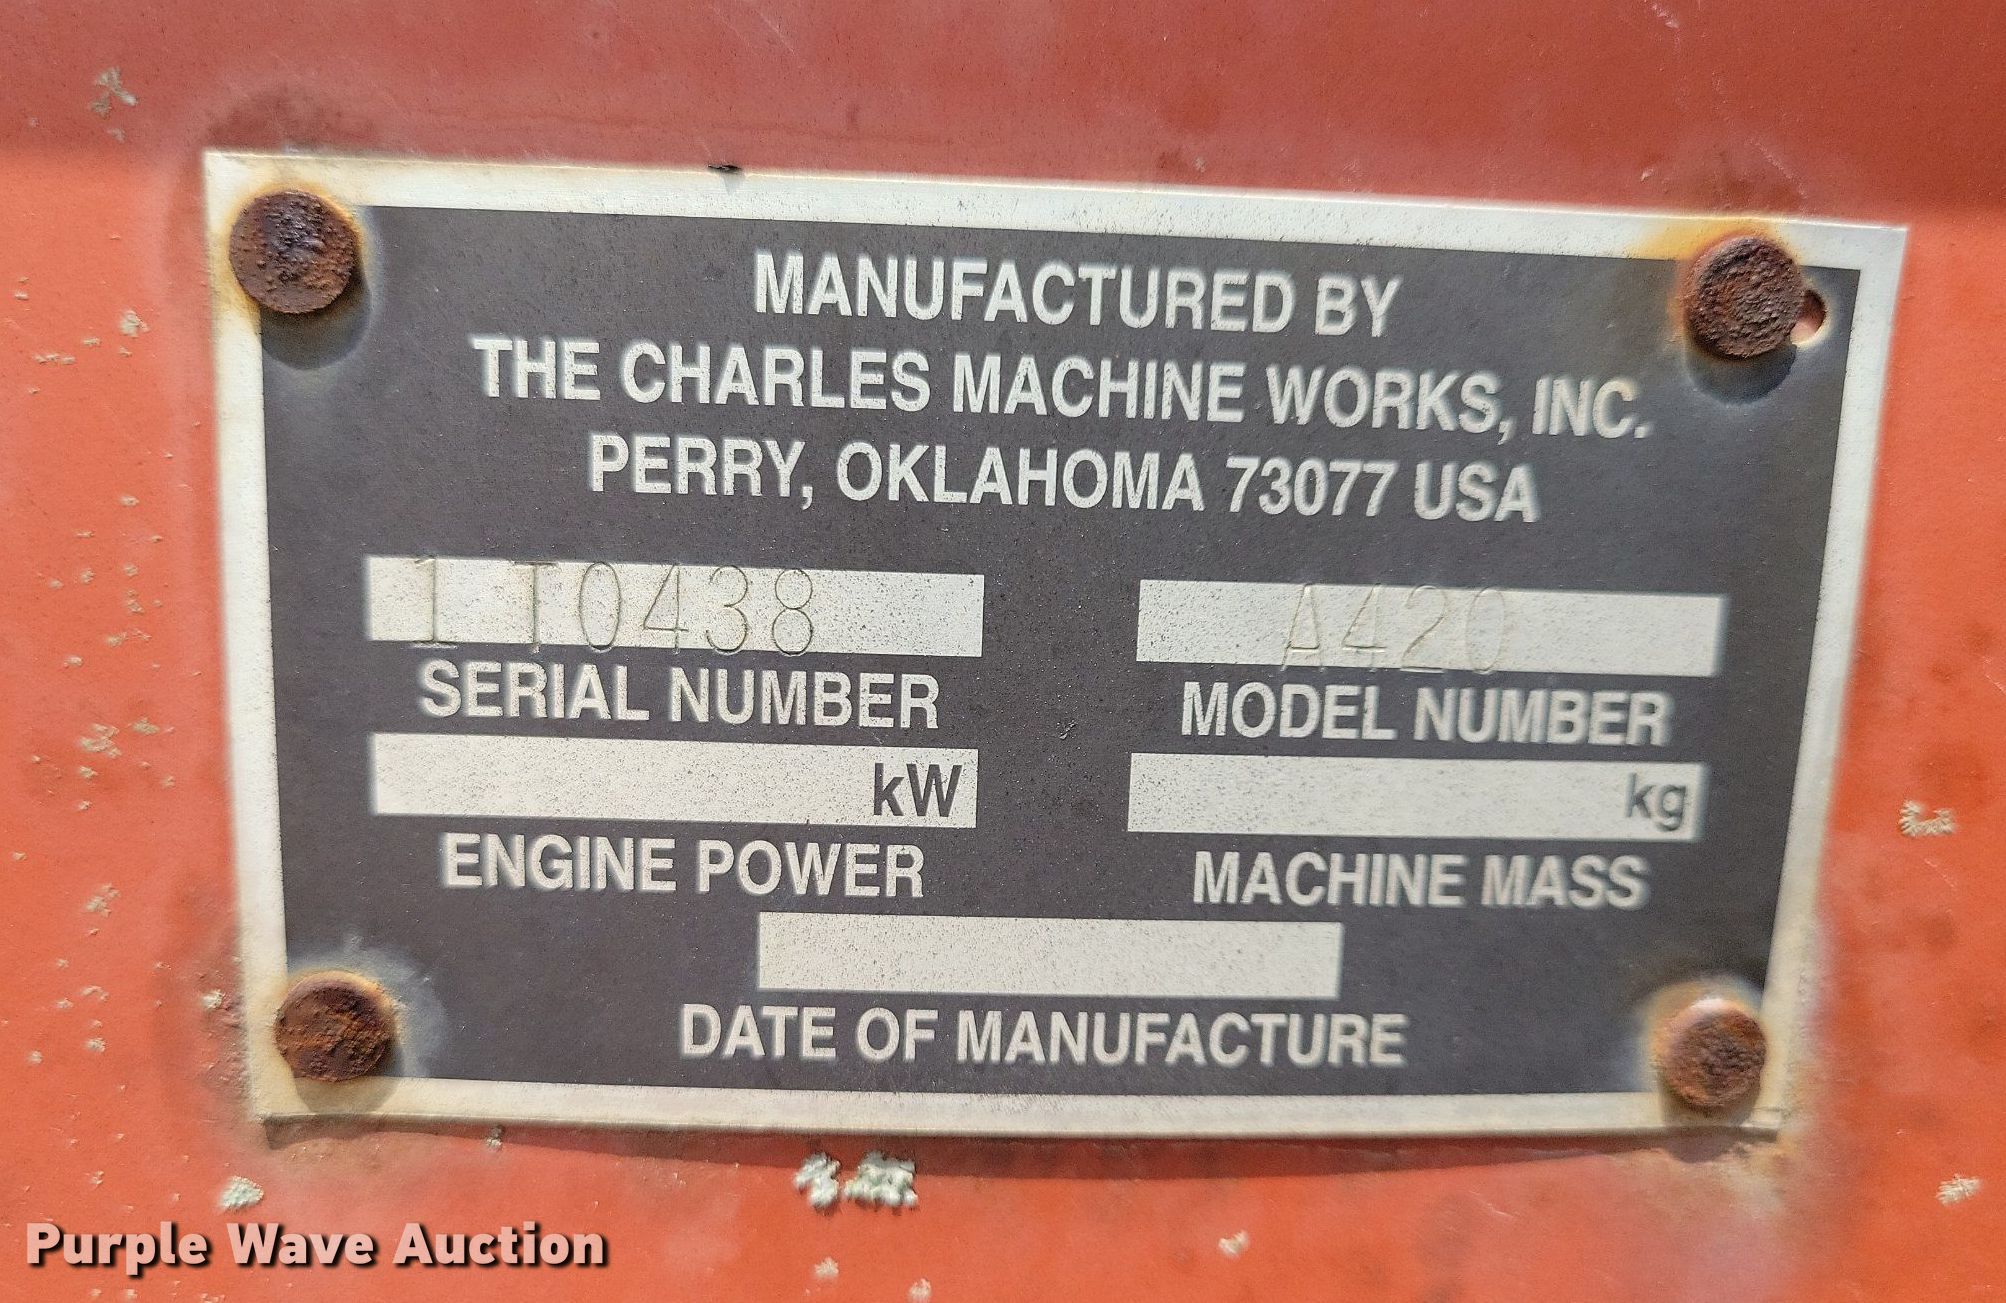 MANUFACTURED BY
THE CHARLES MACHINE WORKS, INC.
PERRY, OKLAHOMA 73077 USA
1T0438 A420
SERIAL NUMBER MODEL NUMBER
kW kg
ENGINE POWER MACHINE MASS
DATE OF MANUFACTURE
Purple Wave Auction